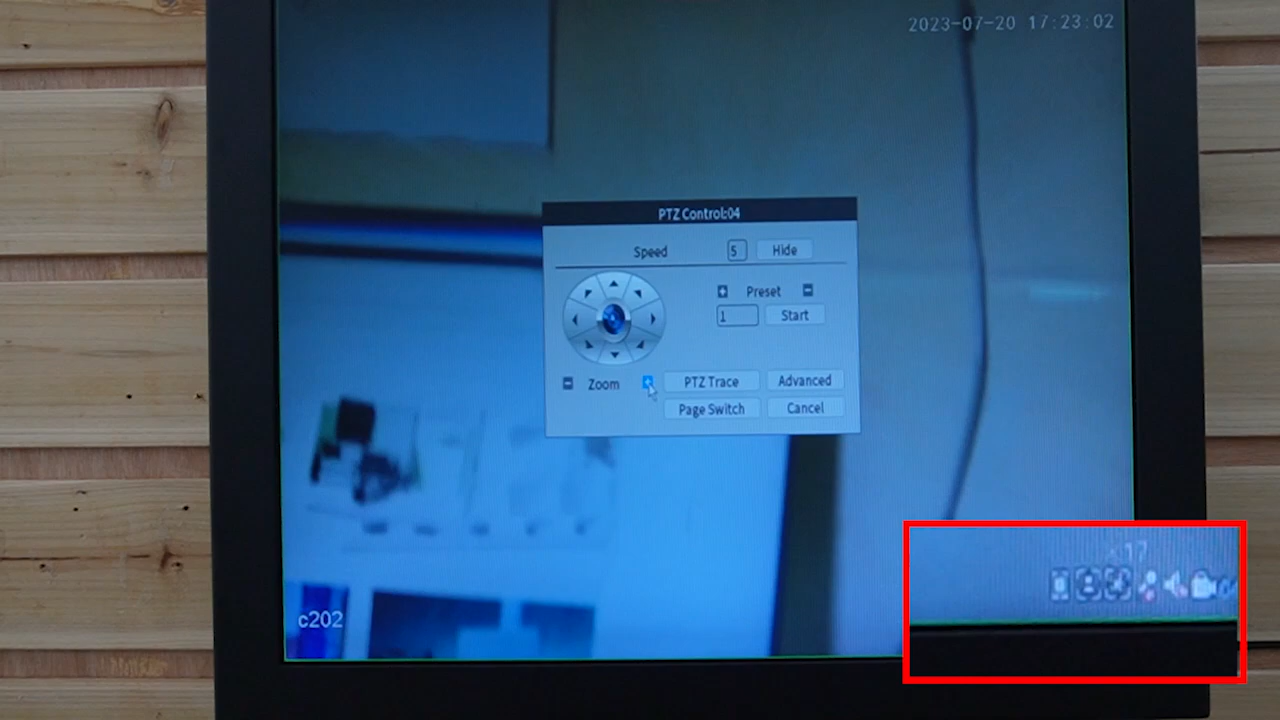 2023-07-20 17:23:02
PTZ Control:04
Speed 5 Hide
Preset
1 Start
Zoom PTZ Trace Advanced
Page Switch Cancel
×17
c202